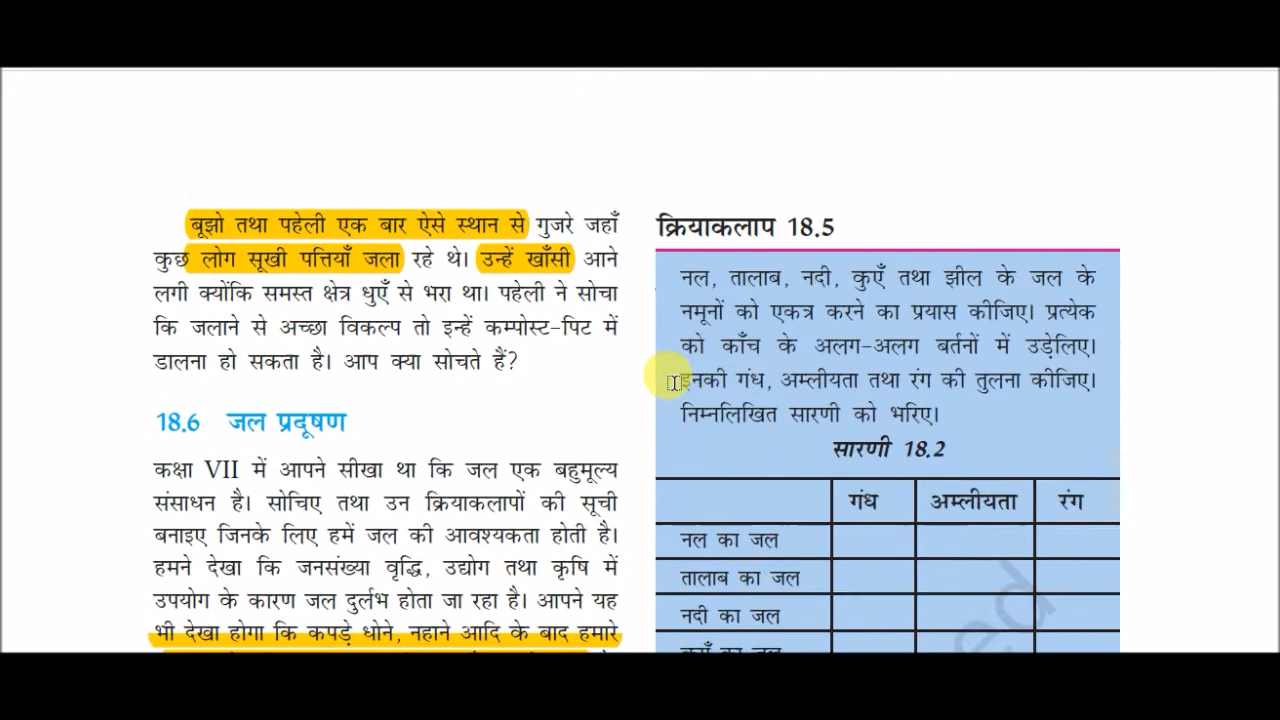 बूझो तथा पहेली एक बार ऐसे स्थान से गुजरे जहाँ
कुछ लोग सूखी पत्तियाँ जला रहे थे। उन्हें खाँसी आने
लगी क्योंकि समस्त क्षेत्र धुएँ से भरा था। पहेली ने सोचा
कि जलाने से अच्छा विकल्प तो इन्हें कम्पोस्ट-पिट में
डालना हो सकता है। आप क्या सोचते हैं?
18.6 जल प्रदूषण
कक्षा VII में आपने सीखा था कि जल एक बहुमूल्य
संसाधन है। सोचिए तथा उन क्रियाकलापों की सूची
बनाइए जिनके लिए हमें जल की आवश्यकता होती है।
हमने देखा कि जनसंख्या वृद्धि, उद्योग तथा कृषि में
उपयोग के कारण जल दुर्लभ होता जा रहा है। आपने यह
भी देखा होगा कि कपड़े धोने, नहाने आदि के बाद हमारे
क्रियाकलाप 18.5
नल, तालाब, नदी, कुएँ तथा झील के जल के
नमूनों को एकत्र करने का प्रयास कीजिए। प्रत्येक
को काँच के अलग-अलग बर्तनों में उड़ेलिए।
इनकी गंध, अम्लीयता तथा रंग की तुलना कीजिए।
निम्नलिखित सारणी को भरिए।
सारणी 18.2
गंध अम्लीयता रंग
नल का जल
तालाब का जल
नदी का जल
ed